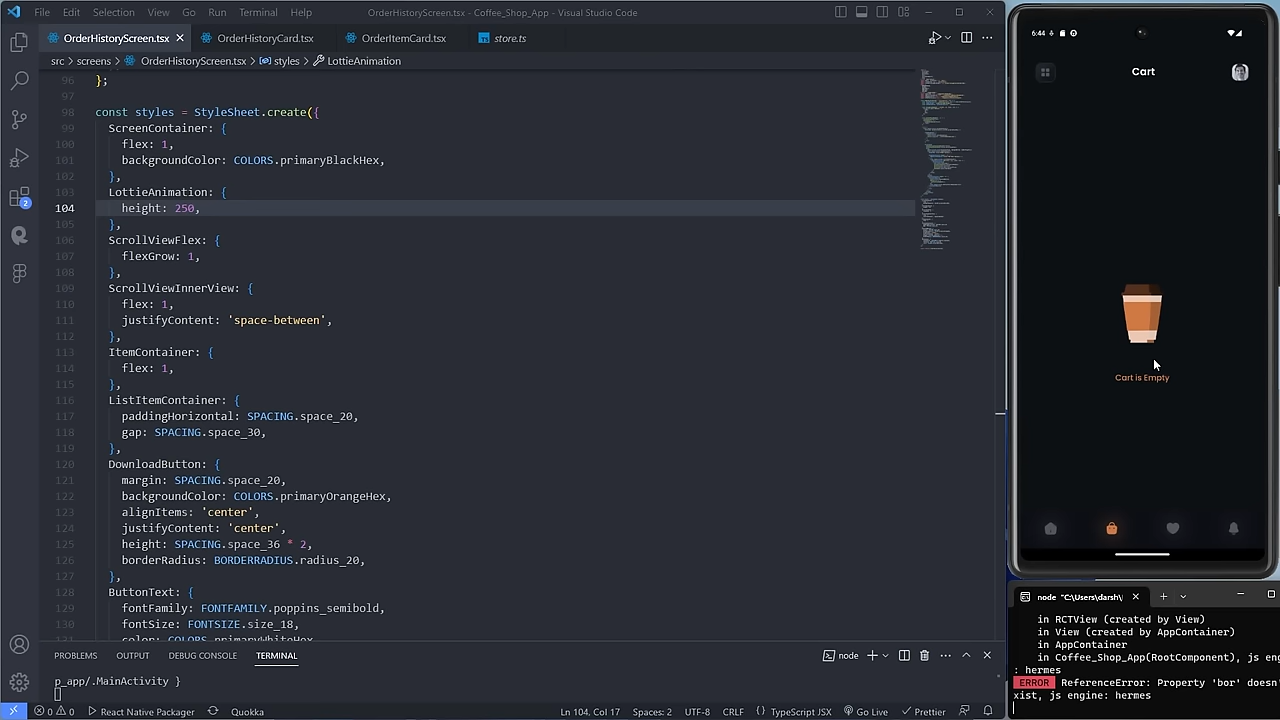 File Edit Selection View Go Run Terminal Help
OrderHistoryScreen.tsx - Coffee_Shop_App - Visual Studio Code
OrderHistoryScreen.tsx OrderHistoryCard.tsx OrderItemCard.tsx store.ts
src > screens > OrderHistoryScreen.tsx > styles > LottieAnimation
96 };
97
98 const styles = StyleSheet.create({
99 ScreenContainer: {
100 flex: 1,
101 backgroundColor: COLORS.primaryBlackHex,
102 },
103 LottieAnimation: {
104 height: 250,
105 },
106 ScrollViewFlex: {
107 flexGrow: 1,
108 },
109 ScrollViewInnerView: {
110 flex: 1,
111 justifyContent: 'space-between',
112 },
113 ItemContainer: {
114 flex: 1,
115 },
116 ListItemContainer: {
117 paddingHorizontal: SPACING.space_20,
118 gap: SPACING.space_30,
119 },
120 DownloadButton: {
121 margin: SPACING.space_20,
122 backgroundColor: COLORS.primaryOrangeHex,
123 alignItems: 'center',
124 justifyContent: 'center',
125 height: SPACING.space_36 * 2,
126 borderRadius: BORDERRADIUS.radius_20,
127 },
128 ButtonText: {
129 fontFamily: FONTFAMILY.poppins_semibold,
130 fontSize: FONTSIZE.size_18,
131 color: COLORS.primaryWhiteHex
2
PROBLEMS OUTPUT DEBUG CONSOLE TERMINAL
node
p_app/.MainActivity }
0 0 React Native Packager Quokka Ln 104, Col 17 Spaces: 2 UTF-8 CRLF TypeScript JSX Go Live Prettier
6:44
Cart
Cart is Empty
node "C:\Users\darsh\
in RCTView (created by View)
in View (created by AppContainer)
in AppContainer
in Coffee_Shop_App(RootComponent), js eng
: hermes
ERROR ReferenceError: Property 'bor' doesn'
xist, js engine: hermes